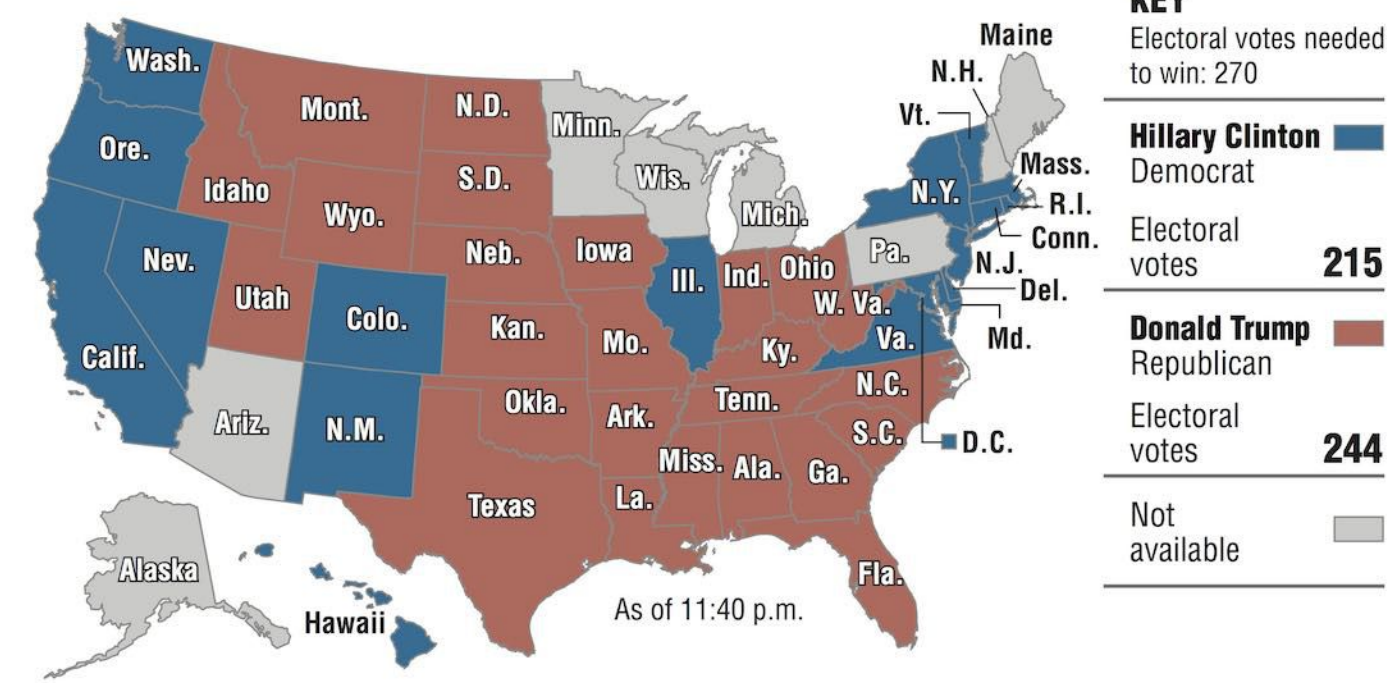 KEY
Electoral votes needed
to win: 270
Hillary Clinton
Democrat
Electoral
votes 215
Donald Trump
Republican
Electoral
votes 244
Not
available
Maine
N.H.
Vt.
Wash.
Mont.
N.D.
Minn.
Ore.
Idaho
S.D.
Wis.
Mass.
N.Y.
R.I.
Wyo.
Mich.
Conn.
Nev.
Neb.
Iowa
Pa.
N.J.
Ill.
Ind.
Ohio
Del.
Utah
Colo.
W. Va.
Md.
Kan.
Mo.
Va.
Calif.
Ky.
N.C.
Okla.
Tenn.
Ariz.
N.M.
Ark.
S.C.
D.C.
Miss.
Ala.
Ga.
Texas
La.
Alaska
Fla.
Hawaii
As of 11:40 p.m.